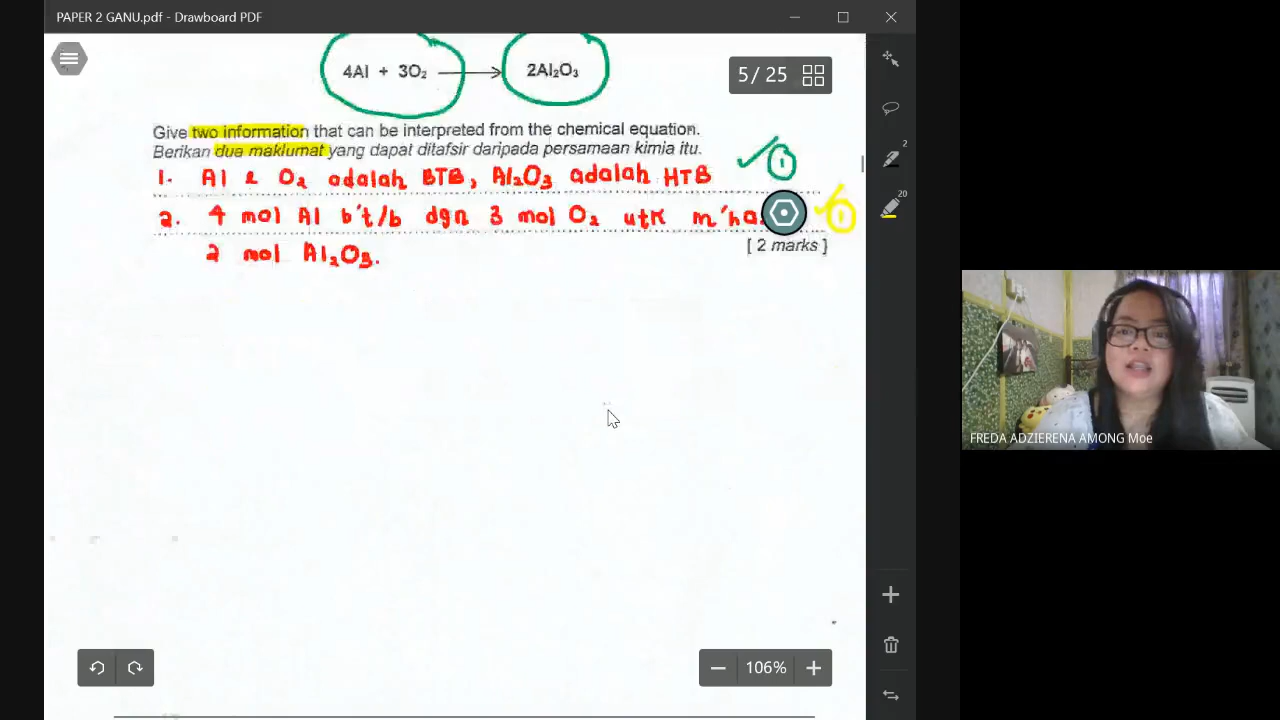 PAPER 2 GANU.pdf - Drawboard PDF
5 / 25
4Al + 3O₂ → 2Al₂O₃
Give two information that can be interpreted from the chemical equation.
Berikan dua maklumat yang dapat ditafsir daripada persamaan kimia itu.
1. Al & O₂ adalah BTB, Al₂O₃ adalah HTB
1
2. 4 mol Al b't/b dgn 3 mol O₂ utk
1
[ 2 marks ]
2 mol Al₂O₃.
2
20
FREDA ADZIERENA AMONG Moe
106%